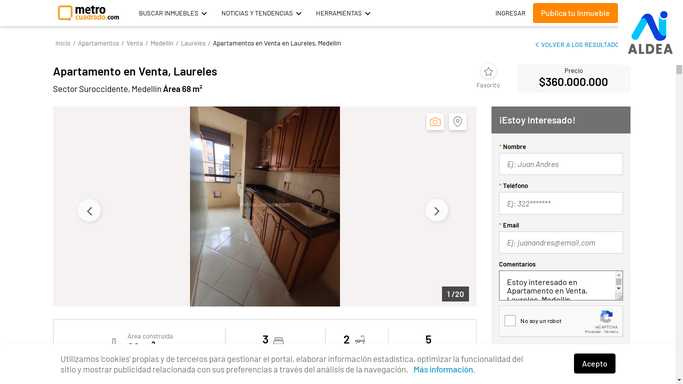 metro
cuadrado.com
BUSCAR INMUEBLES
NOTICIAS Y TENDENCIAS
HERRAMIENTAS
INGRESAR
Publica tu Inmueble
ALDEA
Inicio / Apartamentos / Venta / Medellín / Laureles / Apartamentos en Venta en Laureles, Medellín
< VOLVER A LOS RESULTADO
Apartamento en Venta, Laureles
Sector Suroccidente, Medellín Área 68 m²
Favorito
Precio
$360.000.000
1 / 20
¡Estoy Interesado!
* Nombre
Ej: Juan Andres
* Teléfono
Ej: 322*******
* Email
Ej: juanandres@email.com
Comentarios
Estoy interesado en
Apartamento en Venta,
Laureles, Medellín
No soy un robot
reCAPTCHA
Privacidad - Términos
Área construida
3
2
5
Utilizamos 'cookies' propias y de terceros para gestionar el portal, elaborar información estadística, optimizar la funcionalidad del
sitio y mostrar publicidad relacionada con sus preferencias a través del análisis de la navegación. Más información.
Acepto